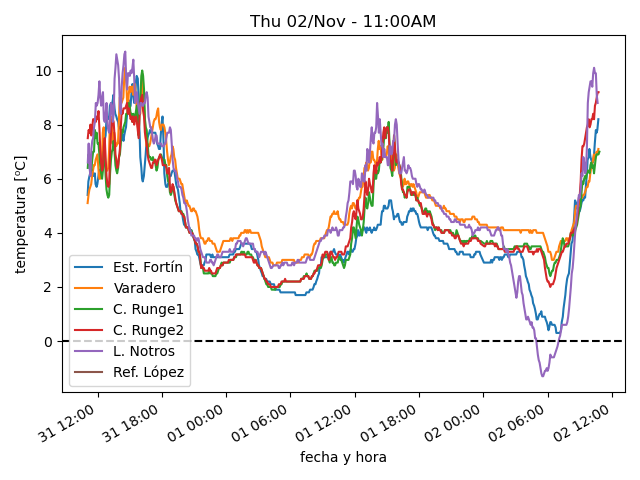 Thu 02/Nov - 11:00AM
temperatura [ºC]
10
8
6
4
2
0
Est. Fortín
Varadero
C. Runge1
C. Runge2
L. Notros
Ref. López
31 12:00
31 18:00
01 00:00
01 06:00
01 12:00
01 18:00
02 00:00
02 06:00
02 12:00
fecha y hora